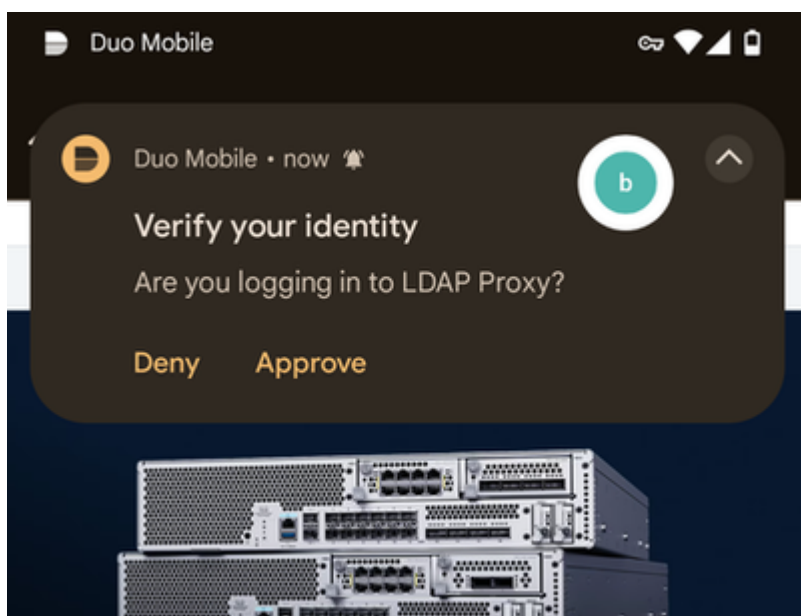 Duo Mobile
Duo Mobile • now
b
Verify your identity
Are you logging in to LDAP Proxy?
Deny Approve